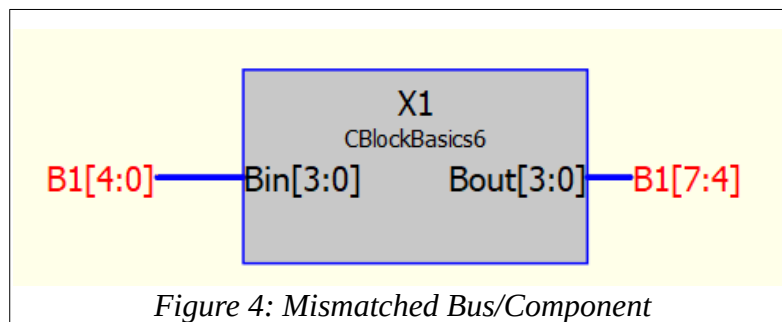 X1
CBlockBasics6
B1[4:0] Bin[3:0] Bout[3:0] B1[7:4]
Figure 4: Mismatched Bus/Component